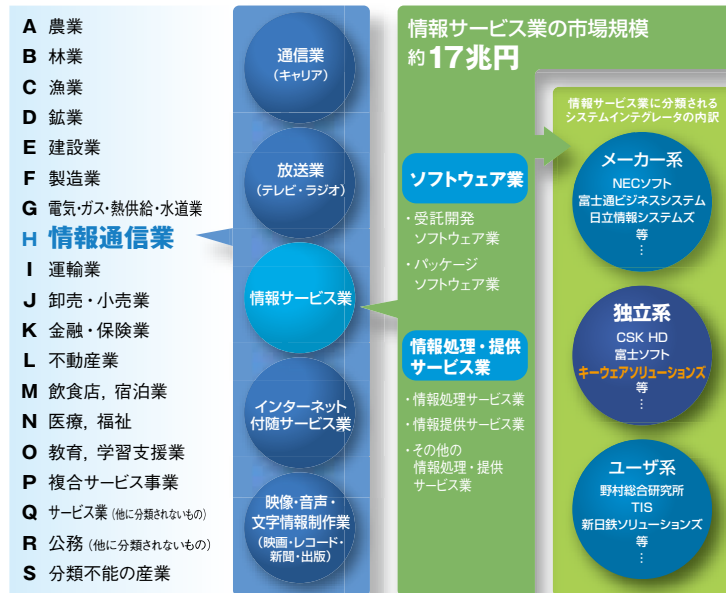 A 農業
B 林業
C 漁業
D 鉱業
E 建設業
F 製造業
G 電気・ガス・熱供給・水道業
H 情報通信業
I 運輸業
J 卸売・小売業
K 金融・保険業
L 不動産業
M 飲食店, 宿泊業
N 医療, 福祉
O 教育, 学習支援業
P 複合サービス事業
Q サービス業(他に分類されないもの)
R 公務(他に分類されないもの)
S 分類不能の産業
通信業
(キャリア)
放送業
(テレビ・ラジオ)
情報サービス業
インターネット
付随サービス業
映像・音声・
文字情報制作業
(映画・レコード・
新聞・出版)
情報サービス業の市場規模
約17兆円
ソフトウェア業
・受託開発
ソフトウェア業
・パッケージ
ソフトウェア業
情報処理・提供
サービス業
・情報処理サービス業
・情報提供サービス業
・その他の
情報処理・提供
サービス業
情報サービス業に分類される
システムインテグレータの内訳
メーカー系
NECソフト
富士通ビジネスシステム
日立情報システムズ
等
⋮
独立系
CSK HD
富士ソフト
キーウェアソリューションズ
等
⋮
ユーザ系
野村総合研究所
TIS
新日鉄ソリューションズ
等
⋮